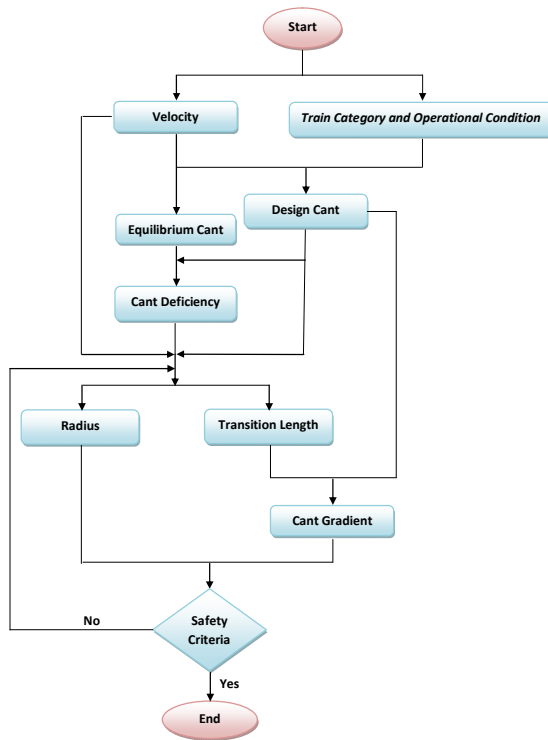 Start
Velocity
Train Category and Operational Condition
Design Cant
Equilibrium Cant
Cant Deficiency
Radius
Transition Length
Cant Gradient
No
Safety
Criteria
Yes
End